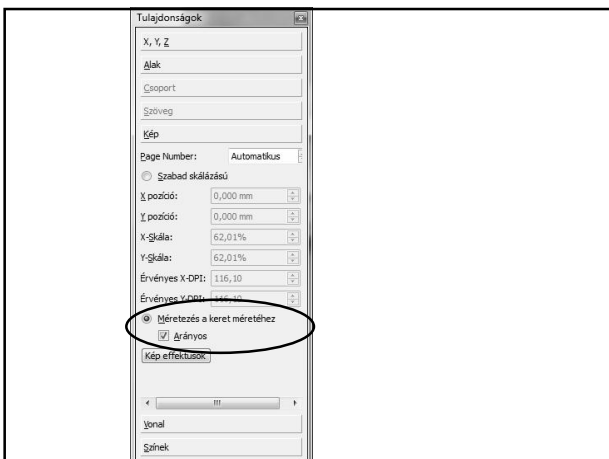 Tulajdonságok
X, Y, Z
Alak
Csoport
Szöveg
Kép
Page Number: Automatikus
Szabad skálázású
X pozíció: 0,000 mm
Y pozíció: 0,000 mm
X-Skála: 62,01%
Y-Skála: 62,01%
Érvényes X-DPI: 116,10
Érvényes Y-DPI: 116,10
Méretezés a keret méretéhez
Arányos
Kép effektusok
Vonal
Színek